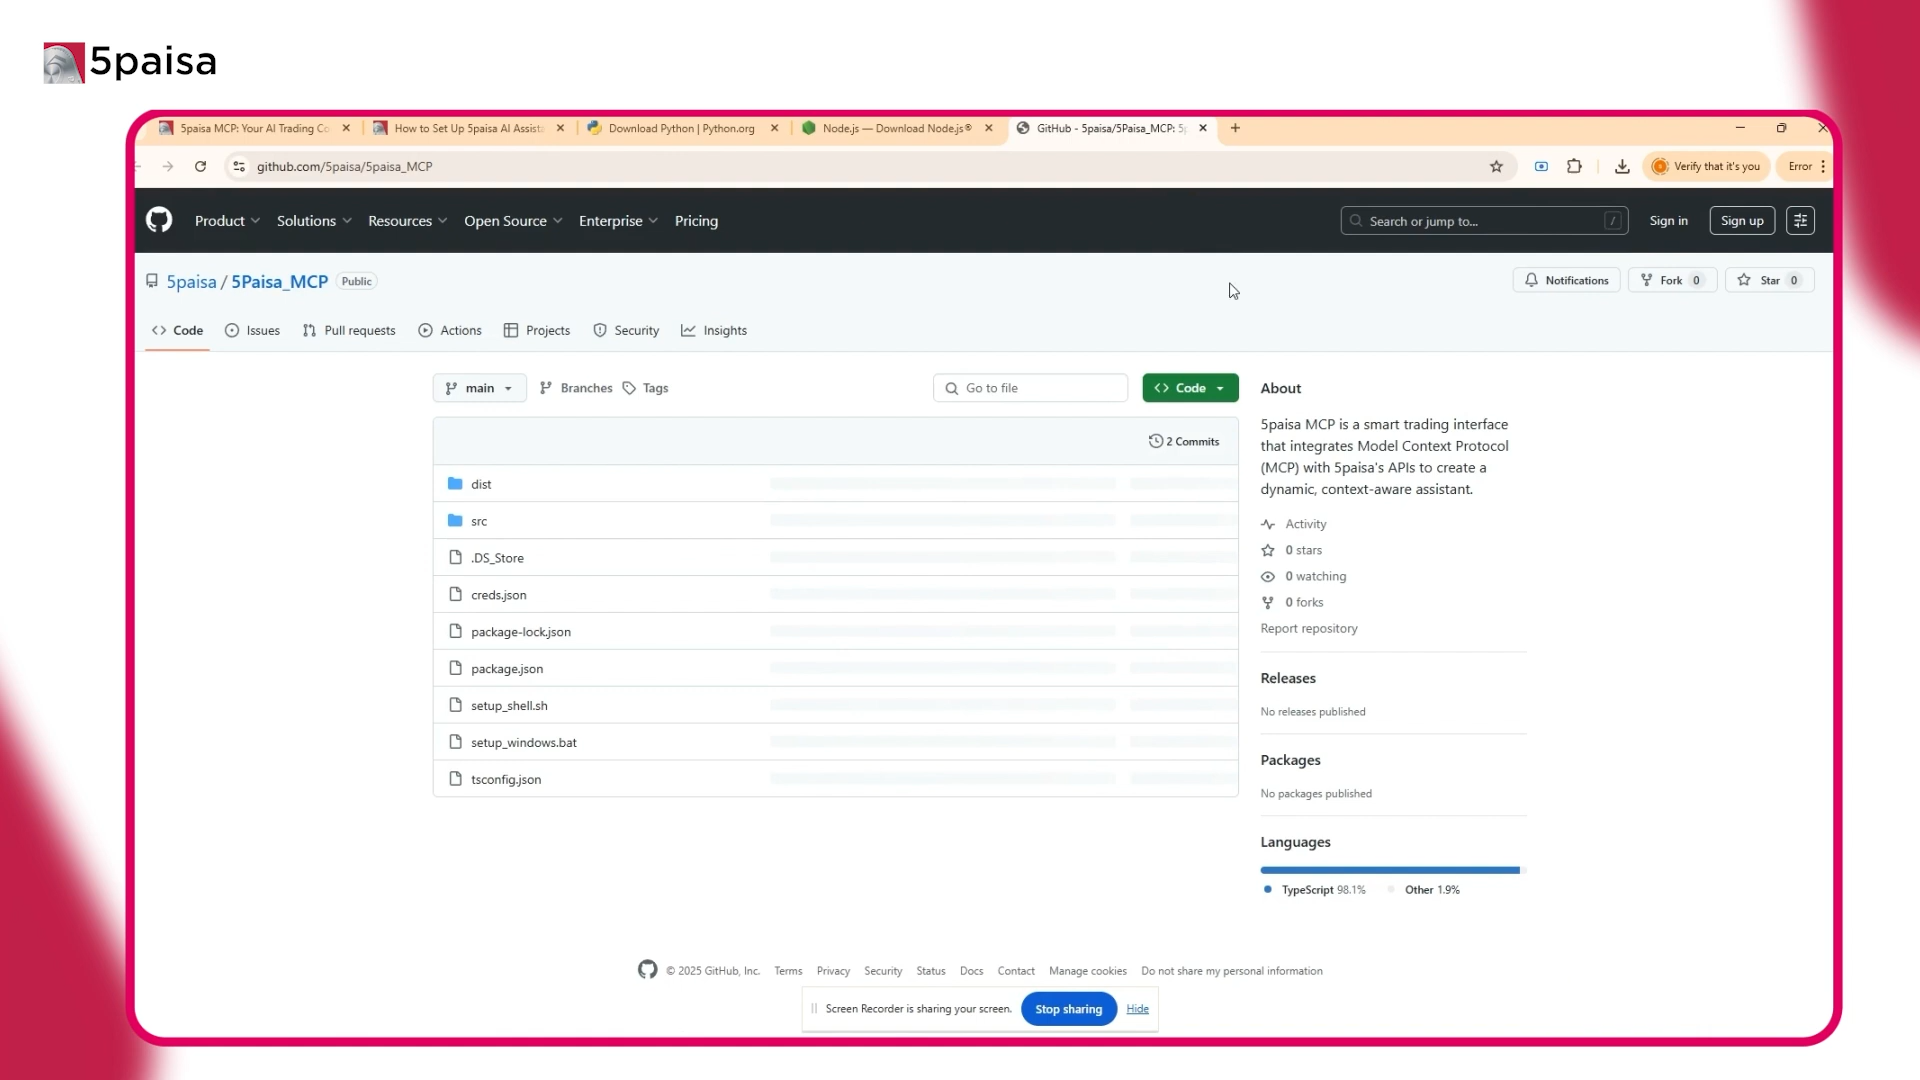 5paisa
5paisa MCP: Your AI Trading Co
How to Set Up 5paisa AI Assista
Download Python | Python.org
Node.js — Download Node.js®
GitHub - 5paisa/5Paisa_MCP: 5p
github.com/5paisa/5paisa_MCP
Verify that it's you
Error
Product
Solutions
Resources
Open Source
Enterprise
Pricing
Search or jump to...
/
Sign in
Sign up
5paisa / 5Paisa_MCP
Public
Notifications
Fork 0
Star 0
Code
Issues
Pull requests
Actions
Projects
Security
Insights
main
Branches
Tags
Go to file
Code
2 Commits
dist
src
.DS_Store
creds.json
package-lock.json
package.json
setup_shell.sh
setup_windows.bat
tsconfig.json
About
5paisa MCP is a smart trading interface
that integrates Model Context Protocol
(MCP) with 5paisa's APIs to create a
dynamic, context-aware assistant.
Activity
0 stars
0 watching
0 forks
Report repository
Releases
No releases published
Packages
No packages published
Languages
TypeScript 98.1%
Other 1.9%
© 2025 GitHub, Inc.
Terms
Privacy
Security
Status
Docs
Contact
Manage cookies
Do not share my personal information
Screen Recorder is sharing your screen.
Stop sharing
Hide